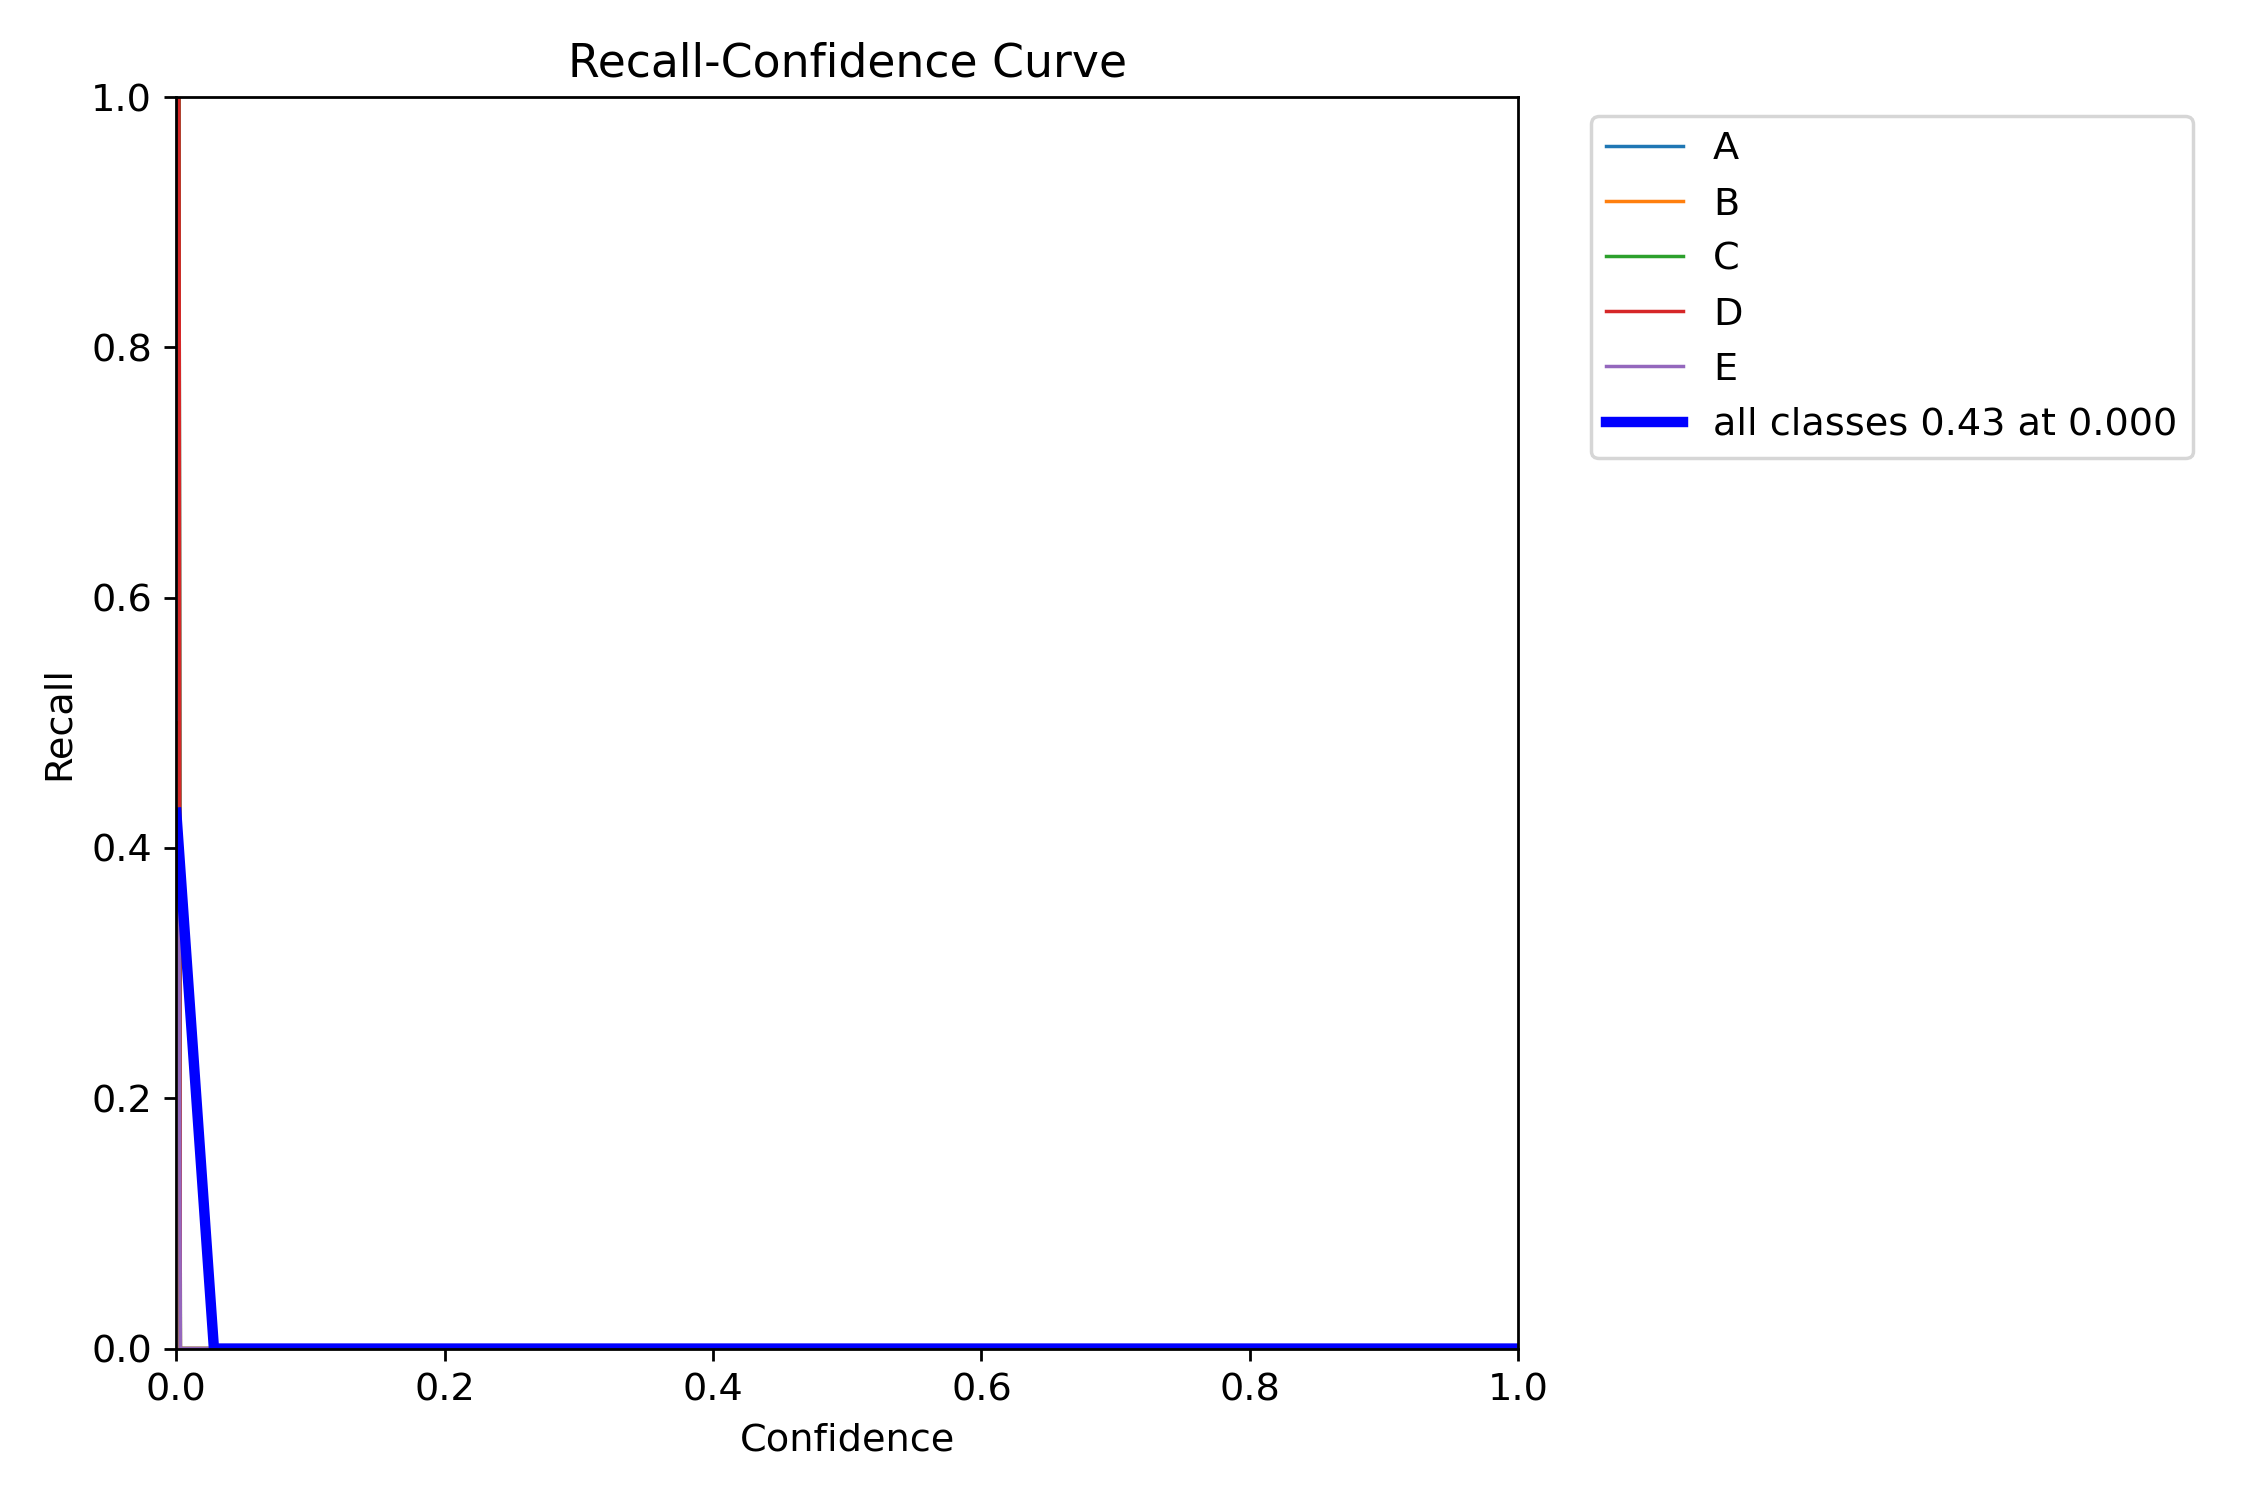 Recall-Confidence Curve
1.0
0.8
0.6
0.4
0.2
0.0
Recall
0.0 0.2 0.4 0.6 0.8 1.0
Confidence
A
B
C
D
E
all classes 0.43 at 0.000